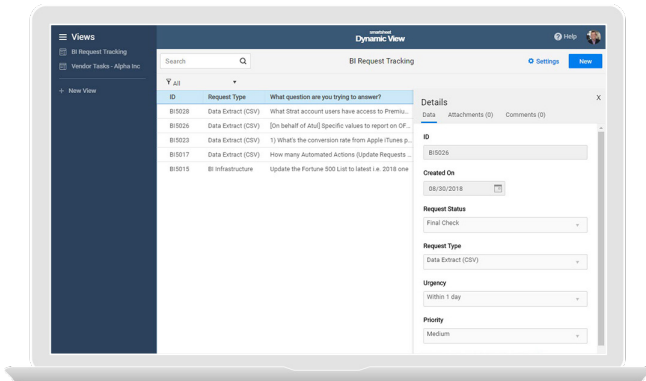 Views
BI Request Tracking
Vendor Tasks - Alpha Inc
+ New View
smartsheet
Dynamic View
Help
Search
BI Request Tracking
Settings
New
All
ID Request Type What question are you trying to answer?
BI5028 Data Extract (CSV) What Strat account users have access to Premiu...
BI5026 Data Extract (CSV) [On behalf of Atul] Specific values to report on OF...
BI5023 Data Extract (CSV) 1) What's the conversion rate from Apple iTunes p...
BI5017 Data Extract (CSV) How many Automated Actions (Update Requests ...
BI5015 BI Infrastructure Update the Fortune 500 List to latest i.e. 2018 one
Details
X
Data Attachments (0) Comments (0)
ID
BI5026
Created On
08/30/2018
Request Status
Final Check
Request Type
Data Extract (CSV)
Urgency
Within 1 day
Priority
Medium